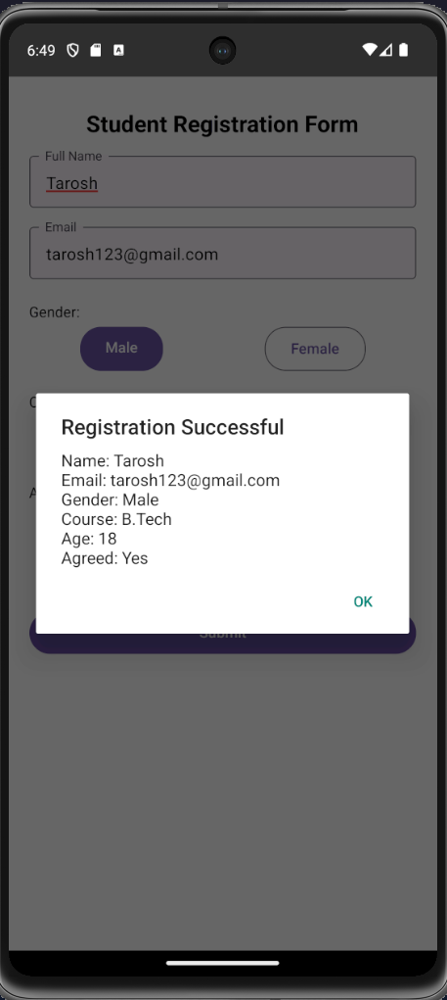 6:49
Student Registration Form
Full Name
Tarosh
Email
tarosh123@gmail.com
Gender:
Male
Female
Registration Successful
Name: Tarosh
Email: tarosh123@gmail.com
Gender: Male
Course: B.Tech
Age: 18
Agreed: Yes
OK
Submit